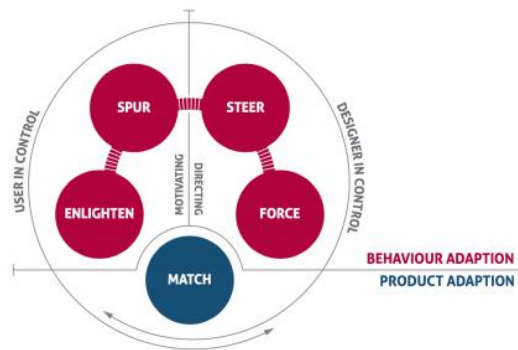 SPUR
STEER
USER IN CONTROL
DESIGNER IN CONTROL
MOTIVATING
DIRECTING
ENLIGHTEN
FORCE
MATCH
BEHAVIOUR ADAPTION
PRODUCT ADAPTION